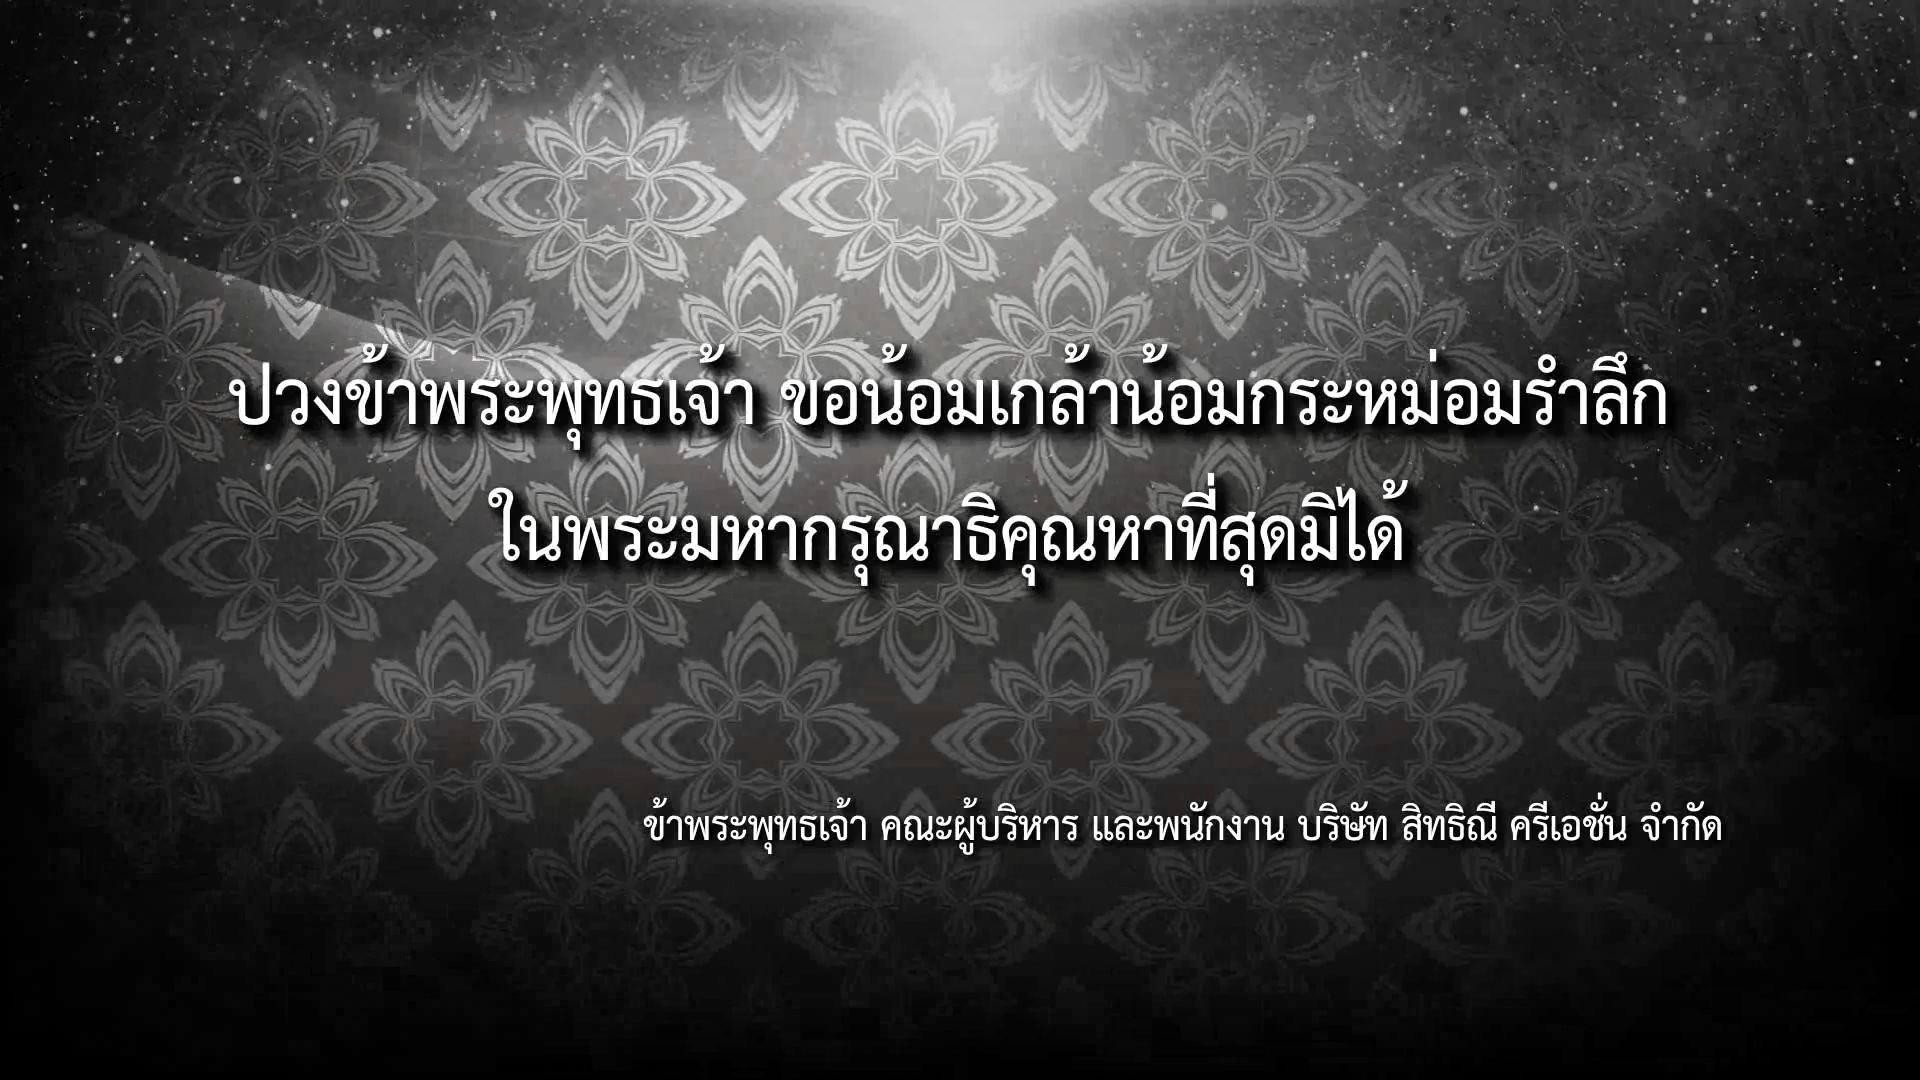 ปวงข้าพระพุทธเจ้า ขอน้อมเกล้าน้อมกระหม่อมรำลึก
ในพระมหากรุณาธิคุณหาที่สุดมิได้
ข้าพระพุทธเจ้า คณะผู้บริหาร และพนักงาน บริษัท สิทธิณี ครีเอชั่น จำกัด